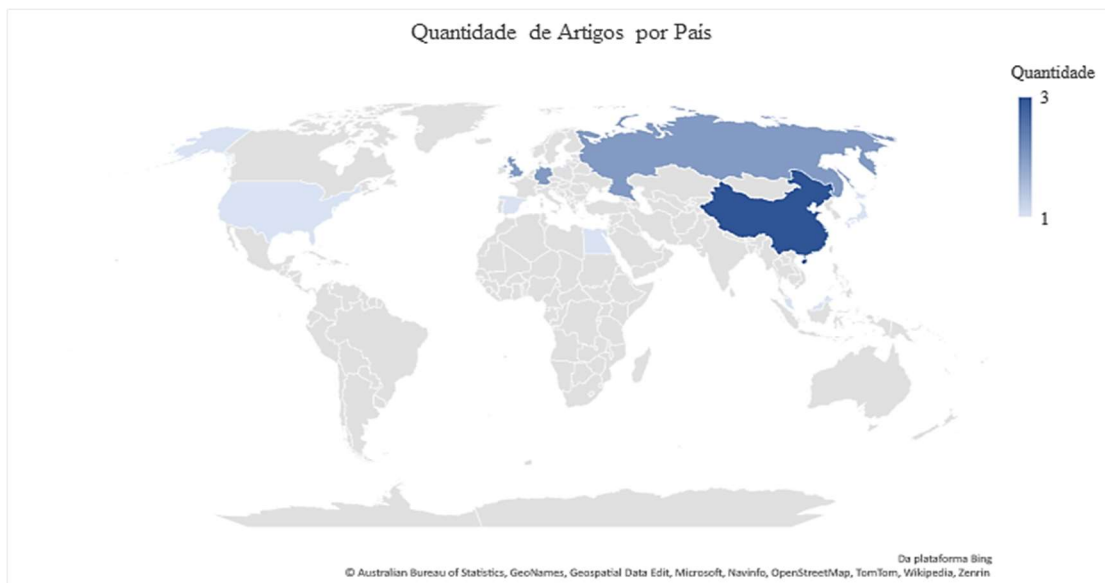 Quantidade de Artigos por País
Quantidade
3
1
Da plataforma Bing
© Australian Bureau of Statistics, GeoNames, Geospatial Data Edit, Microsoft, Navinfo, OpenStreetMap, TomTom, Wikipedia, Zenrin